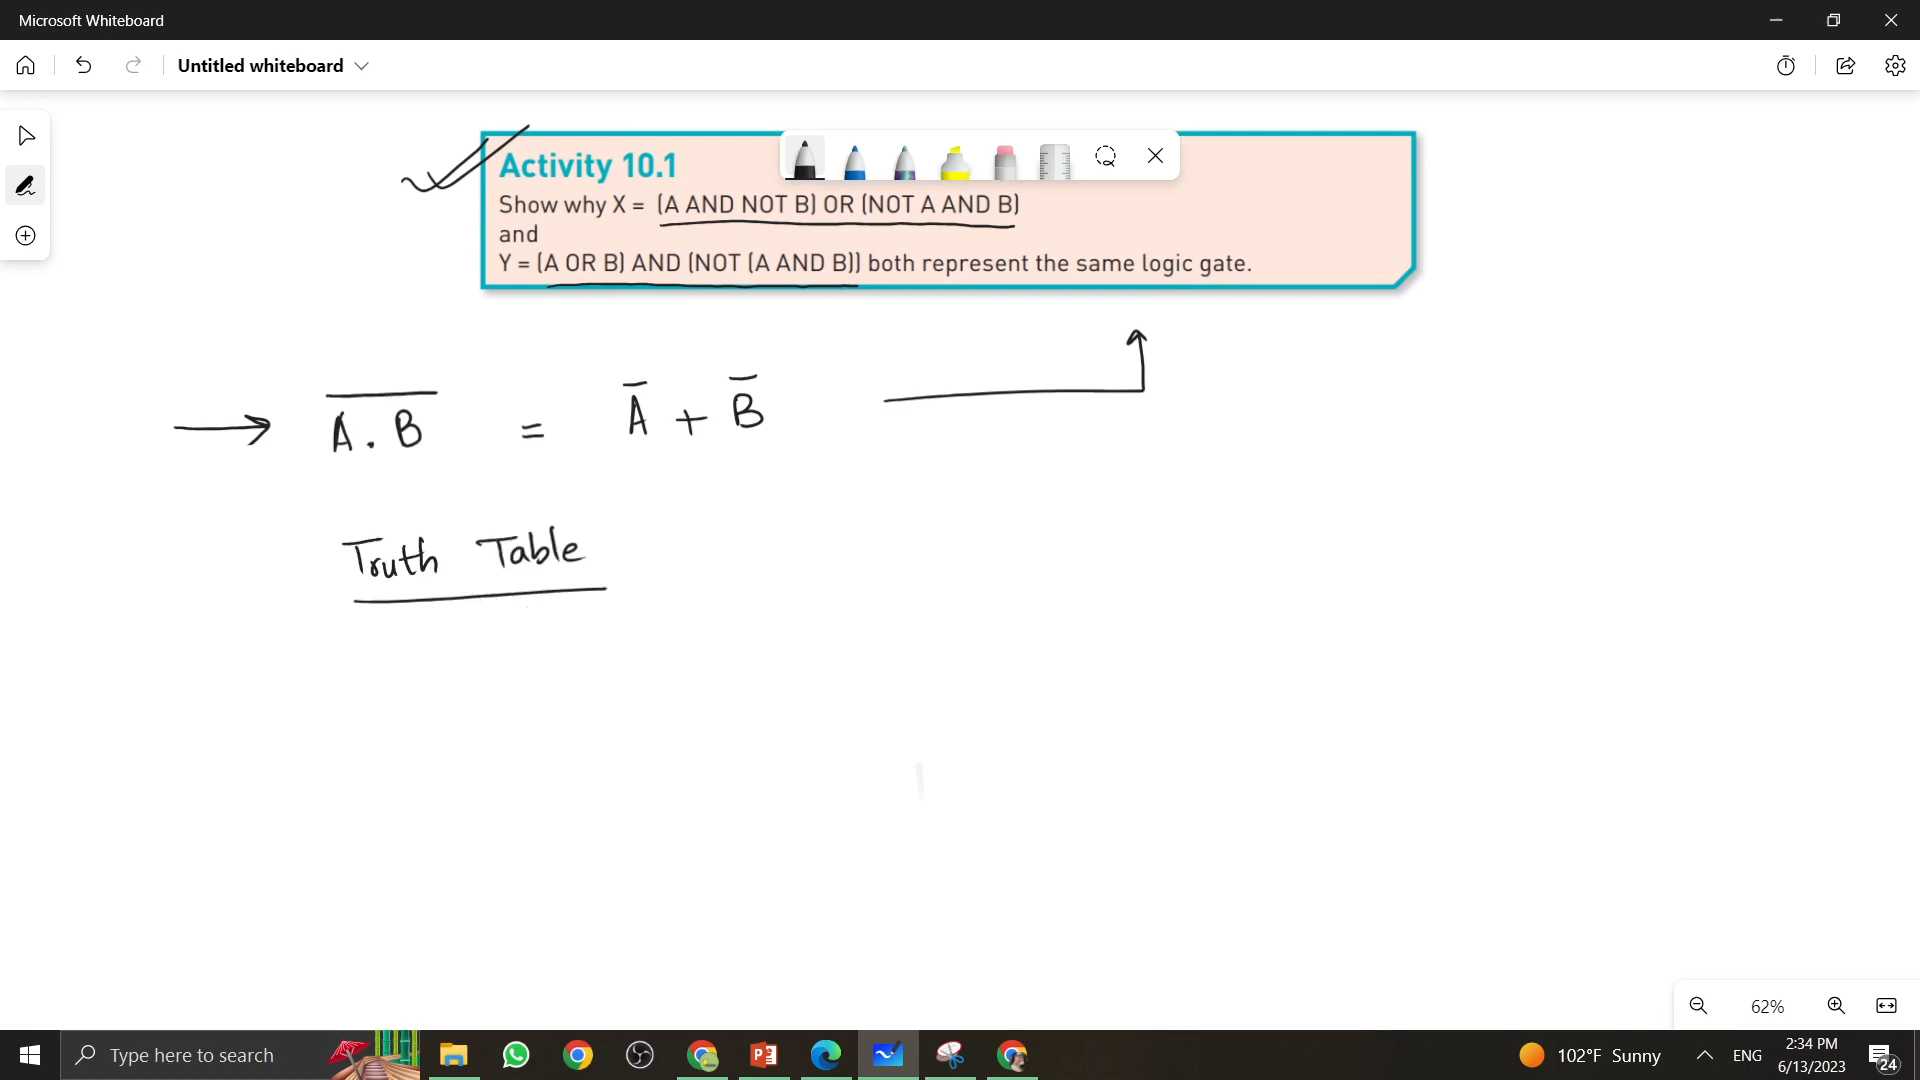 Microsoft Whiteboard
Untitled whiteboard
Activity 10.1
Show why X = (A AND NOT B) OR (NOT A AND B)
and
Y = (A OR B) AND (NOT (A AND B)) both represent the same logic gate.
A̅ ̅.̅ ̅B̅ = A̅ + B̅
Truth Table
62%
Type here to search
102°F Sunny
ENG
2:34 PM
6/13/2023
24